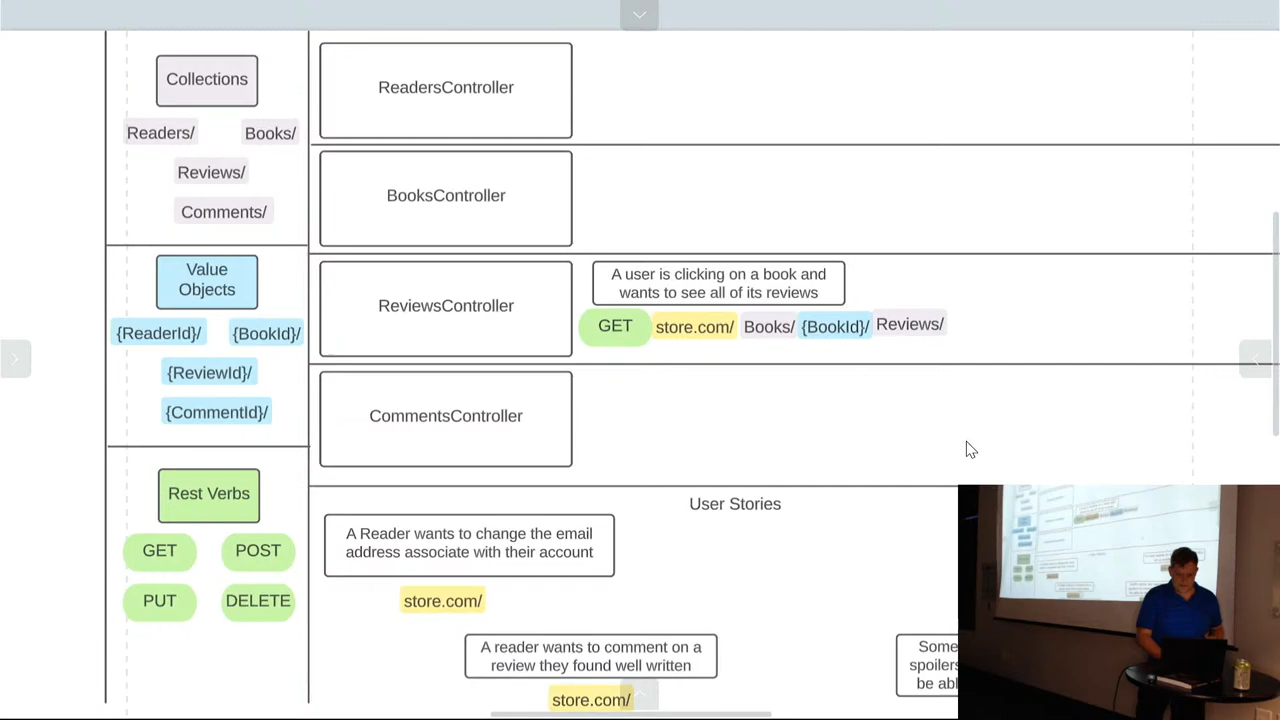 Collections
Readers/ Books/
Reviews/
Comments/
Value
Objects
{ReaderId}/ {BookId}/
{ReviewId}/
{CommentId}/
Rest Verbs
GET POST
PUT DELETE
ReadersController
BooksController
ReviewsController
A user is clicking on a book and
wants to see all of its reviews
GET store.com/ Books/ {BookId}/ Reviews/
CommentsController
User Stories
A Reader wants to change the email
address associate with their account
store.com/
A reader wants to comment on a
review they found well written
store.com/
Some
spoilers
be abl